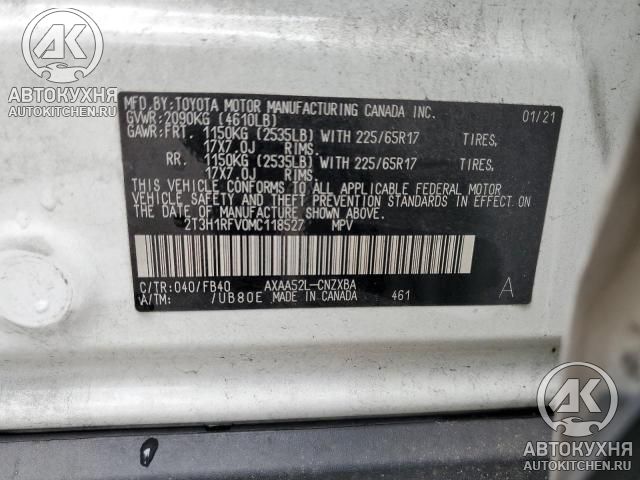 AK
АВТОКУХНЯ
AUTOKITCHEN.RU
MFD.BY:TOYOTA MOTOR MANUFACTURING CANADA INC. 01/21
GVWR:2090KG (4610LB)
GAWR:FRT. 1150KG (2535LB) WITH 225/65R17 TIRES,
17X7.0J RIMS.
RR. 1150KG (2535LB) WITH 225/65R17 TIRES,
17X7.0J RIMS.
THIS VEHICLE CONFORMS TO ALL APPLICABLE FEDERAL MOTOR
VEHICLE SAFETY AND THEFT PREVENTION STANDARDS IN EFFECT ON THE
DATE OF MANUFACTURE SHOWN ABOVE.
2T3H1RFV0MC118527 MPV
C/TR:040/FB40 AXAA52L-CNZXBA A
A/TM: /UB80E MADE IN CANADA 461
AK
АВТОКУХНЯ
AUTOKITCHEN.RU